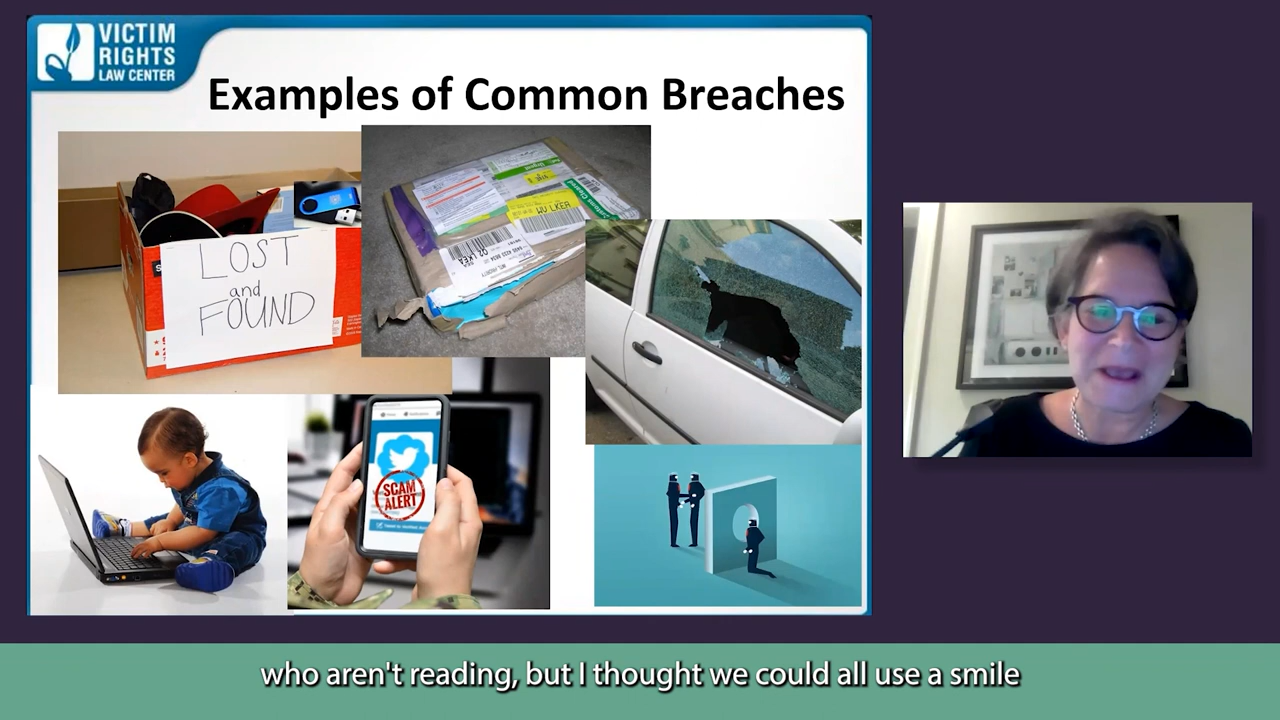 VICTIM
RIGHTS
LAW CENTER
Examples of Common Breaches
LOST
and
FOUND
Urgent
SCAM
ALERT
who aren't reading, but I thought we could all use a smile